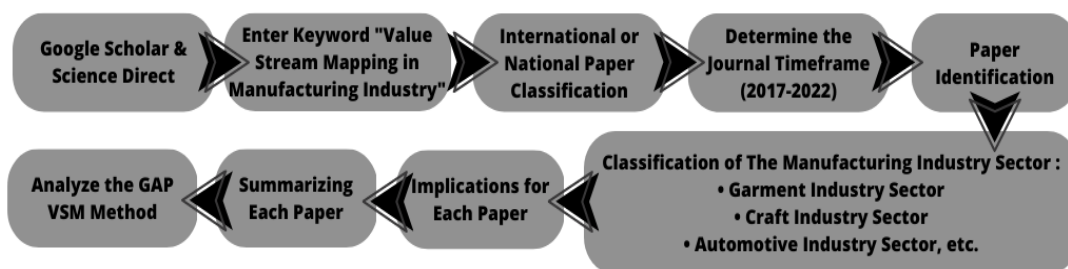 Google Scholar &
Science Direct
Enter Keyword "Value
Stream Mapping in
Manufacturing Industry"
International or
National Paper
Classification
Determine the
Journal Timeframe
(2017-2022)
Paper
Identification
Classification of The Manufacturing Industry Sector :
• Garment Industry Sector
• Craft Industry Sector
• Automotive Industry Sector, etc.
Implications for
Each Paper
Summarizing
Each Paper
Analyze the GAP
VSM Method